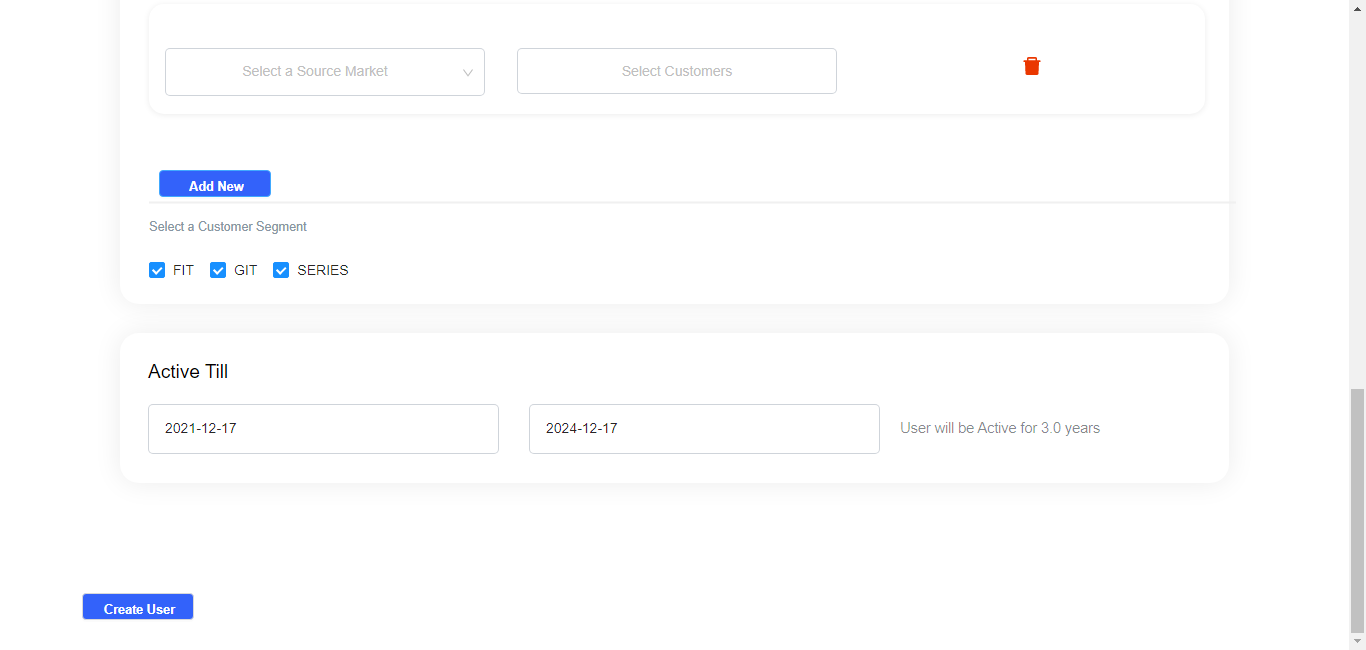 Select a Source Market
Select Customers
Add New
Select a Customer Segment
FIT GIT SERIES
Active Till
2021-12-17
2024-12-17
User will be Active for 3.0 years
Create User